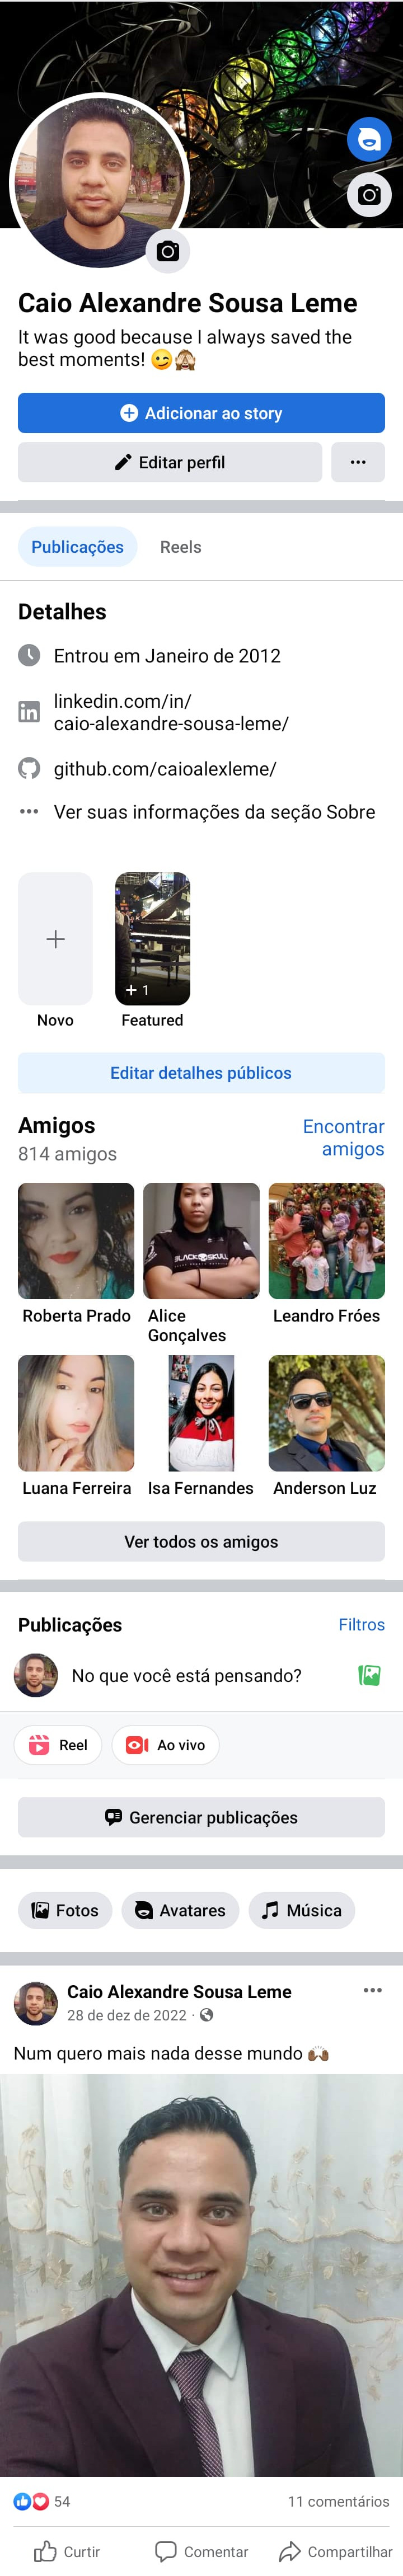 Caio Alexandre Sousa Leme
It was good because I always saved the
best moments! 😉🙈
Adicionar ao story
Editar perfil
Publicações
Reels
Detalhes
Entrou em Janeiro de 2012
linkedin.com/in/
caio-alexandre-sousa-leme/
github.com/caioalexleme/
Ver suas informações da seção Sobre
+ 1
Novo
Featured
Editar detalhes públicos
Amigos
Encontrar
amigos
814 amigos
BLACK SKULL
Roberta Prado
Alice
Gonçalves
Leandro Fróes
Luana Ferreira
Isa Fernandes
Anderson Luz
Ver todos os amigos
Publicações
Filtros
No que você está pensando?
Reel
Ao vivo
Gerenciar publicações
Fotos
Avatares
Música
Caio Alexandre Sousa Leme
28 de dez de 2022 ·
Num quero mais nada desse mundo 🙌🏾
54
11 comentários
Curtir
Comentar
Compartilhar